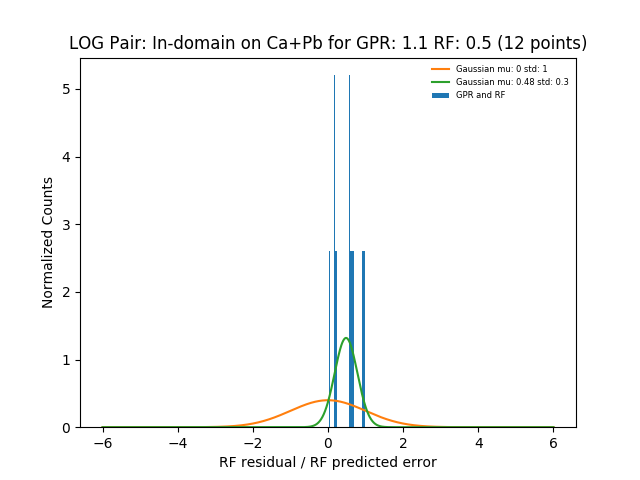 LOG Pair: In-domain on Ca+Pb for GPR: 1.1 RF: 0.5 (12 points)
Gaussian mu: 0 std: 1
Gaussian mu: 0.48 std: 0.3
GPR and RF
Normalized Counts
5
4
3
2
1
0
−6 −4 −2 0 2 4 6
RF residual / RF predicted error